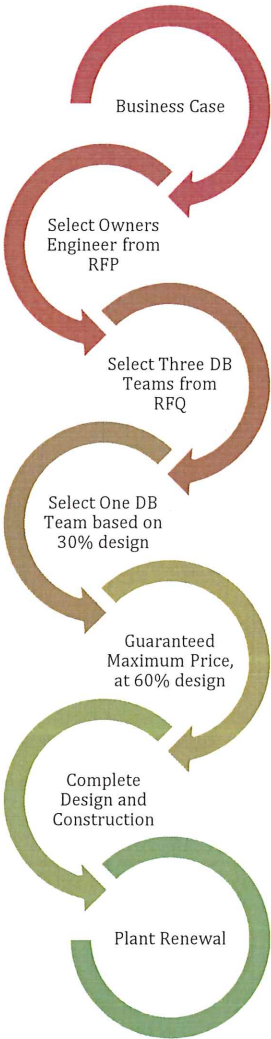 Business Case
Select Owners
Engineer from
RFP
Select Three DB
Teams from
RFQ
Select One DB
Team based on
30% design
Guaranteed
Maximum Price,
at 60% design
Complete
Design and
Construction
Plant Renewal